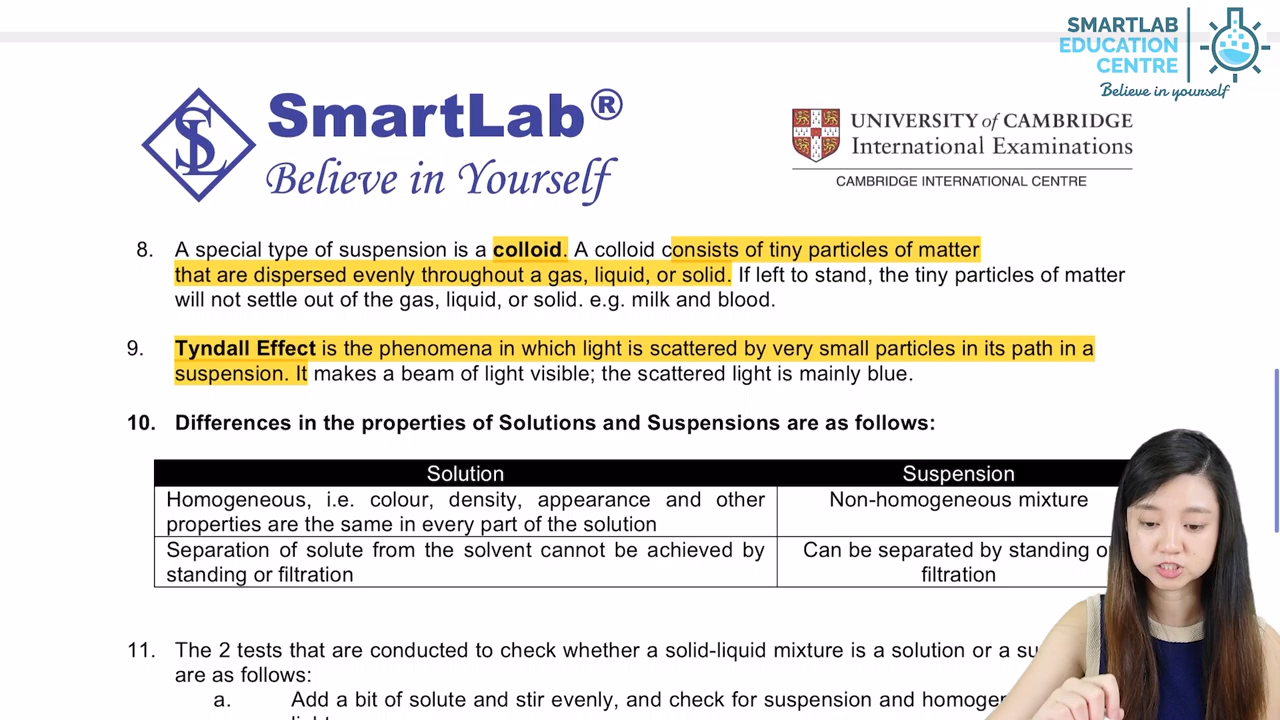 SMARTLAB
EDUCATION
CENTRE
Believe in yourself
SmartLab®
Believe in Yourself
UNIVERSITY of CAMBRIDGE
International Examinations
CAMBRIDGE INTERNATIONAL CENTRE
8. A special type of suspension is a colloid. A colloid consists of tiny particles of matter
that are dispersed evenly throughout a gas, liquid, or solid. If left to stand, the tiny particles of matter
will not settle out of the gas, liquid, or solid. e.g. milk and blood.
9. Tyndall Effect is the phenomena in which light is scattered by very small particles in its path in a
suspension. It makes a beam of light visible; the scattered light is mainly blue.
10. Differences in the properties of Solutions and Suspensions are as follows:
Solution Suspension
Homogeneous, i.e. colour, density, appearance and other
properties are the same in every part of the solution
Non-homogeneous mixture
Separation of solute from the solvent cannot be achieved by
standing or filtration
Can be separated by standing
filtration
11. The 2 tests that are conducted to check whether a solid-liquid mixture is a solution or a
are as follows:
a. Add a bit of solute and stir evenly, and check for suspension and